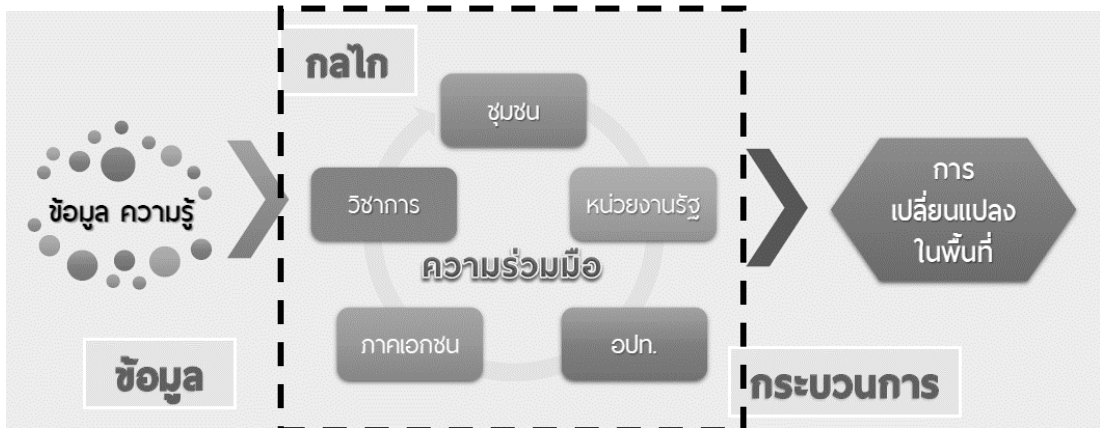 กลไก
ชุมชน
วิชาการ
หน่วยงานรัฐ
ความร่วมมือ
ภาคเอกชน
อปท.
ข้อมูล ความรู้
ข้อมูล
การ
เปลี่ยนแปลง
ในพื้นที่
กระบวนการ